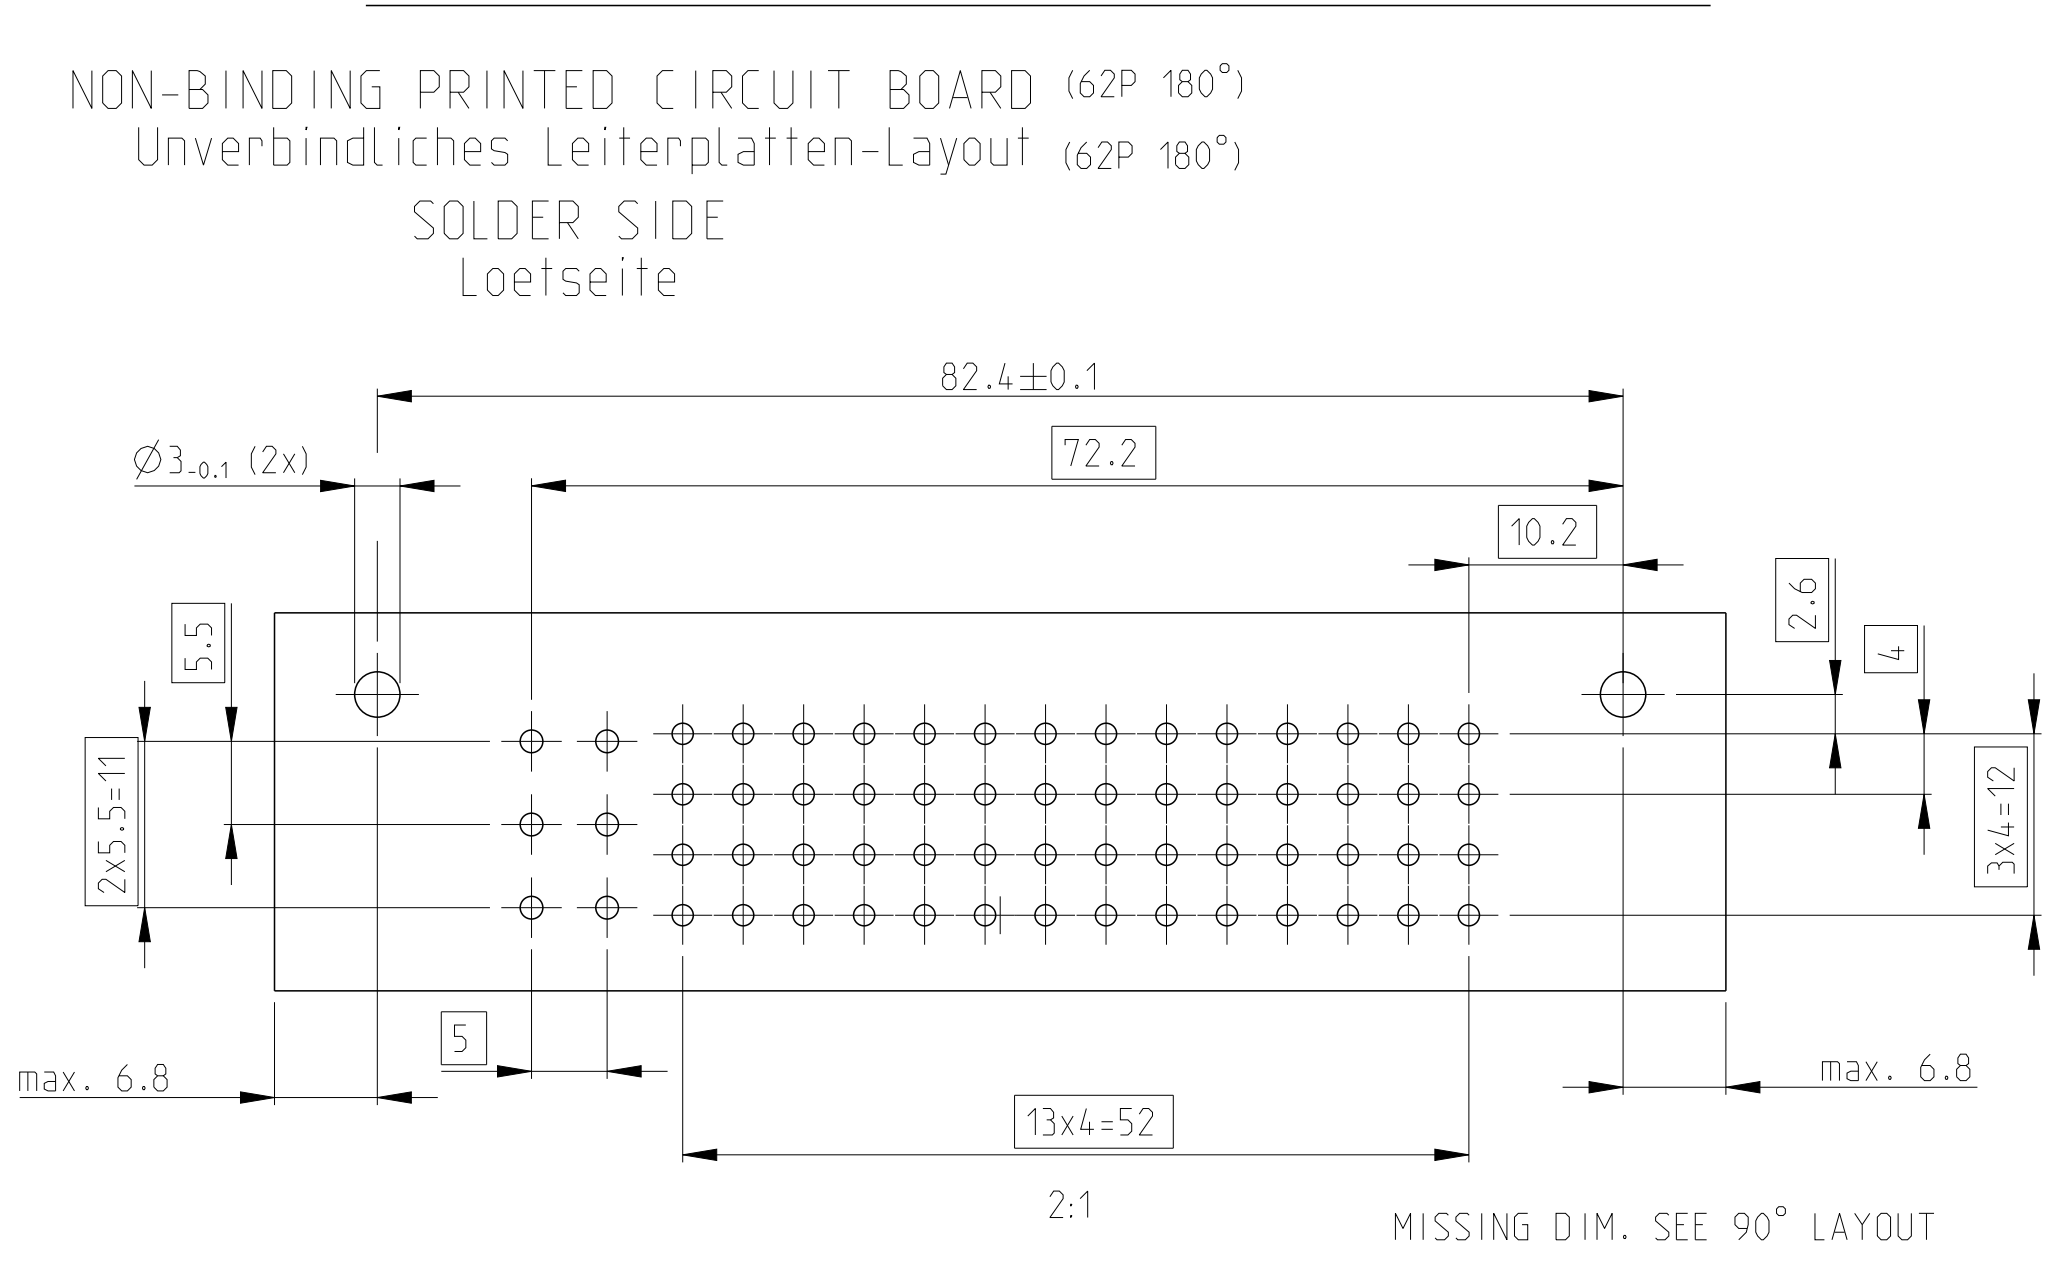 NON-BINDING PRINTED CIRCUIT BOARD (62P 180°)
Unverbindliches Leiterplatten-Layout (62P 180°)
SOLDER SIDE
Loetseite
82.4±0.1
72.2
Ø3-0.1 (2x)
10.2
2.6
5.5
4
2x5.5=11
3x4=12
5
max. 6.8
max. 6.8
13x4=52
2:1
MISSING DIM. SEE 90° LAYOUT